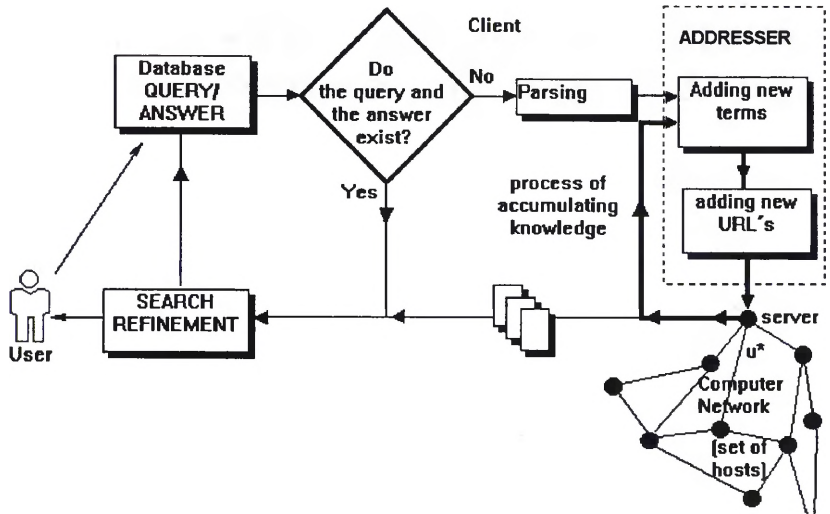 Client
ADDRESSER
Database
QUERY/
ANSWER
Do
the query and
the answer
exist?
No
Parsing
Adding new
terms
Yes
process of
accumulating
knowledge
adding new
URL´s
User
SEARCH
REFINEMENT
server
u*
Computer
Network
[set of
hosts]